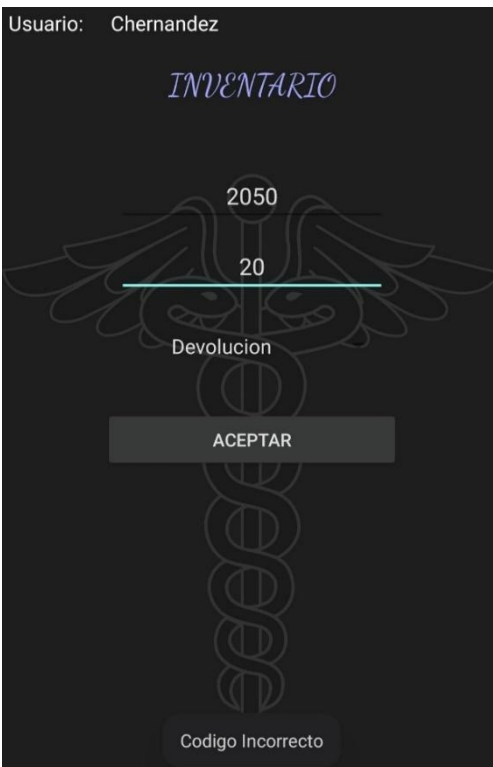 Usuario: Chernandez
INVENTARIO
2050
20
Devolucion
ACEPTAR
Codigo Incorrecto